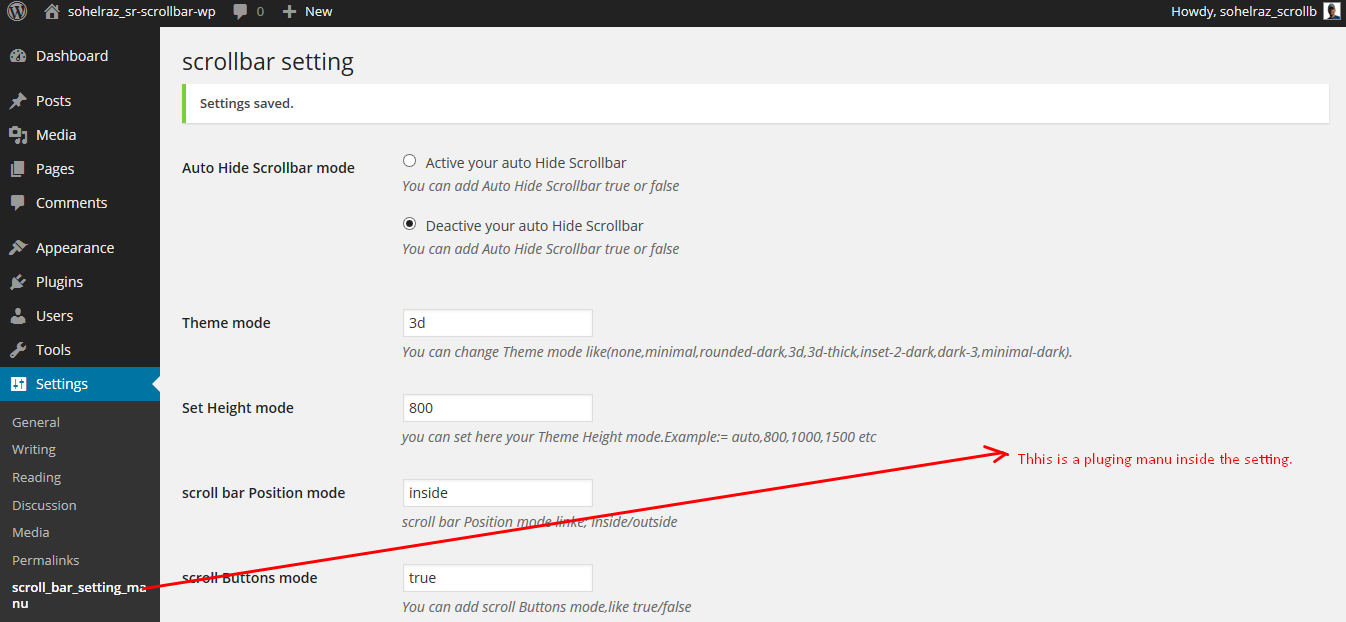 sohelraz_sr-scrollbar-wp 0 New Howdy, sohelraz_scrollb
Dashboard
Posts
Media
Pages
Comments
Appearance
Plugins
Users
Tools
Settings
General
Writing
Reading
Discussion
Media
Permalinks
scroll_bar_setting_ma
nu
scrollbar setting
Settings saved.
Auto Hide Scrollbar mode
Active your auto Hide Scrollbar
You can add Auto Hide Scrollbar true or false
Deactive your auto Hide Scrollbar
You can add Auto Hide Scrollbar true or false
Theme mode 3d
You can change Theme mode like(none,minimal,rounded-dark,3d,3d-thick,inset-2-dark,dark-3,minimal-dark).
Set Height mode 800
you can set here your Theme Height mode.Example:= auto,800,1000,1500 etc
Thhis is a pluging manu inside the setting.
scroll bar Position mode inside
scroll bar Position mode linke, inside/outside
scroll Buttons mode true
You can add scroll Buttons mode,like true/false